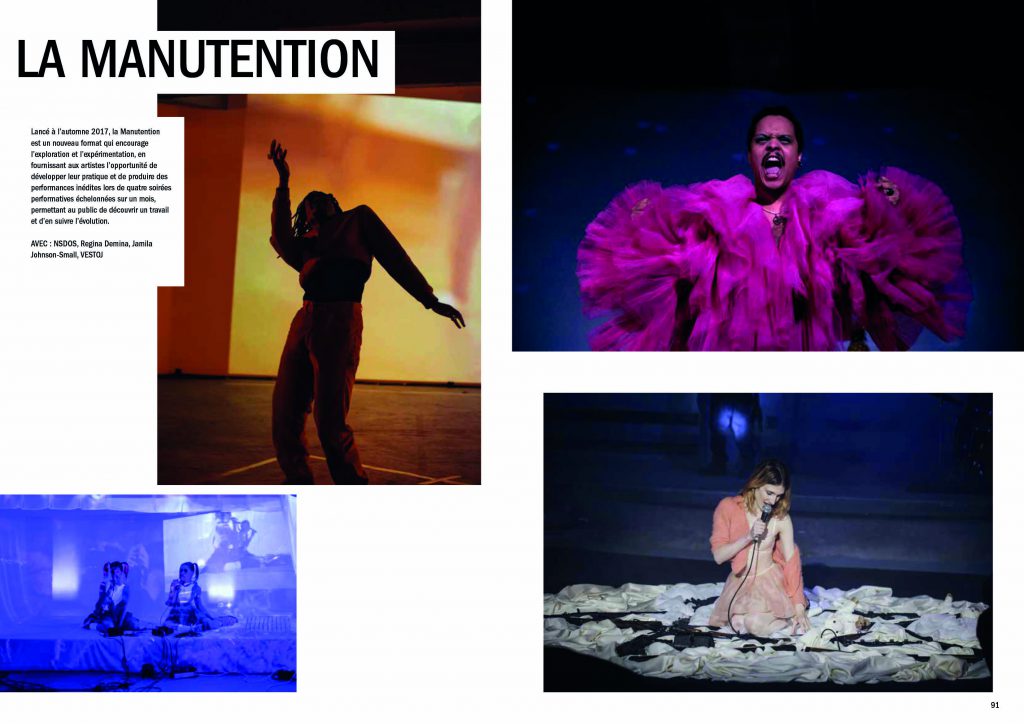 LA MANUTENTION
Lancé à l'automne 2017, la Manutention
est un nouveau format qui encourage
l'exploration et l'expérimentation, en
fournissant aux artistes l'opportunité de
développer leur pratique et de produire des
performances inédites lors de quatre soirées
performatives échelonnées sur un mois,
permettant au public de découvrir un travail
et d'en suivre l'évolution.
AVEC : NSDOS, Regina Demina, Jamila
Johnson-Small, VESTOJ
91